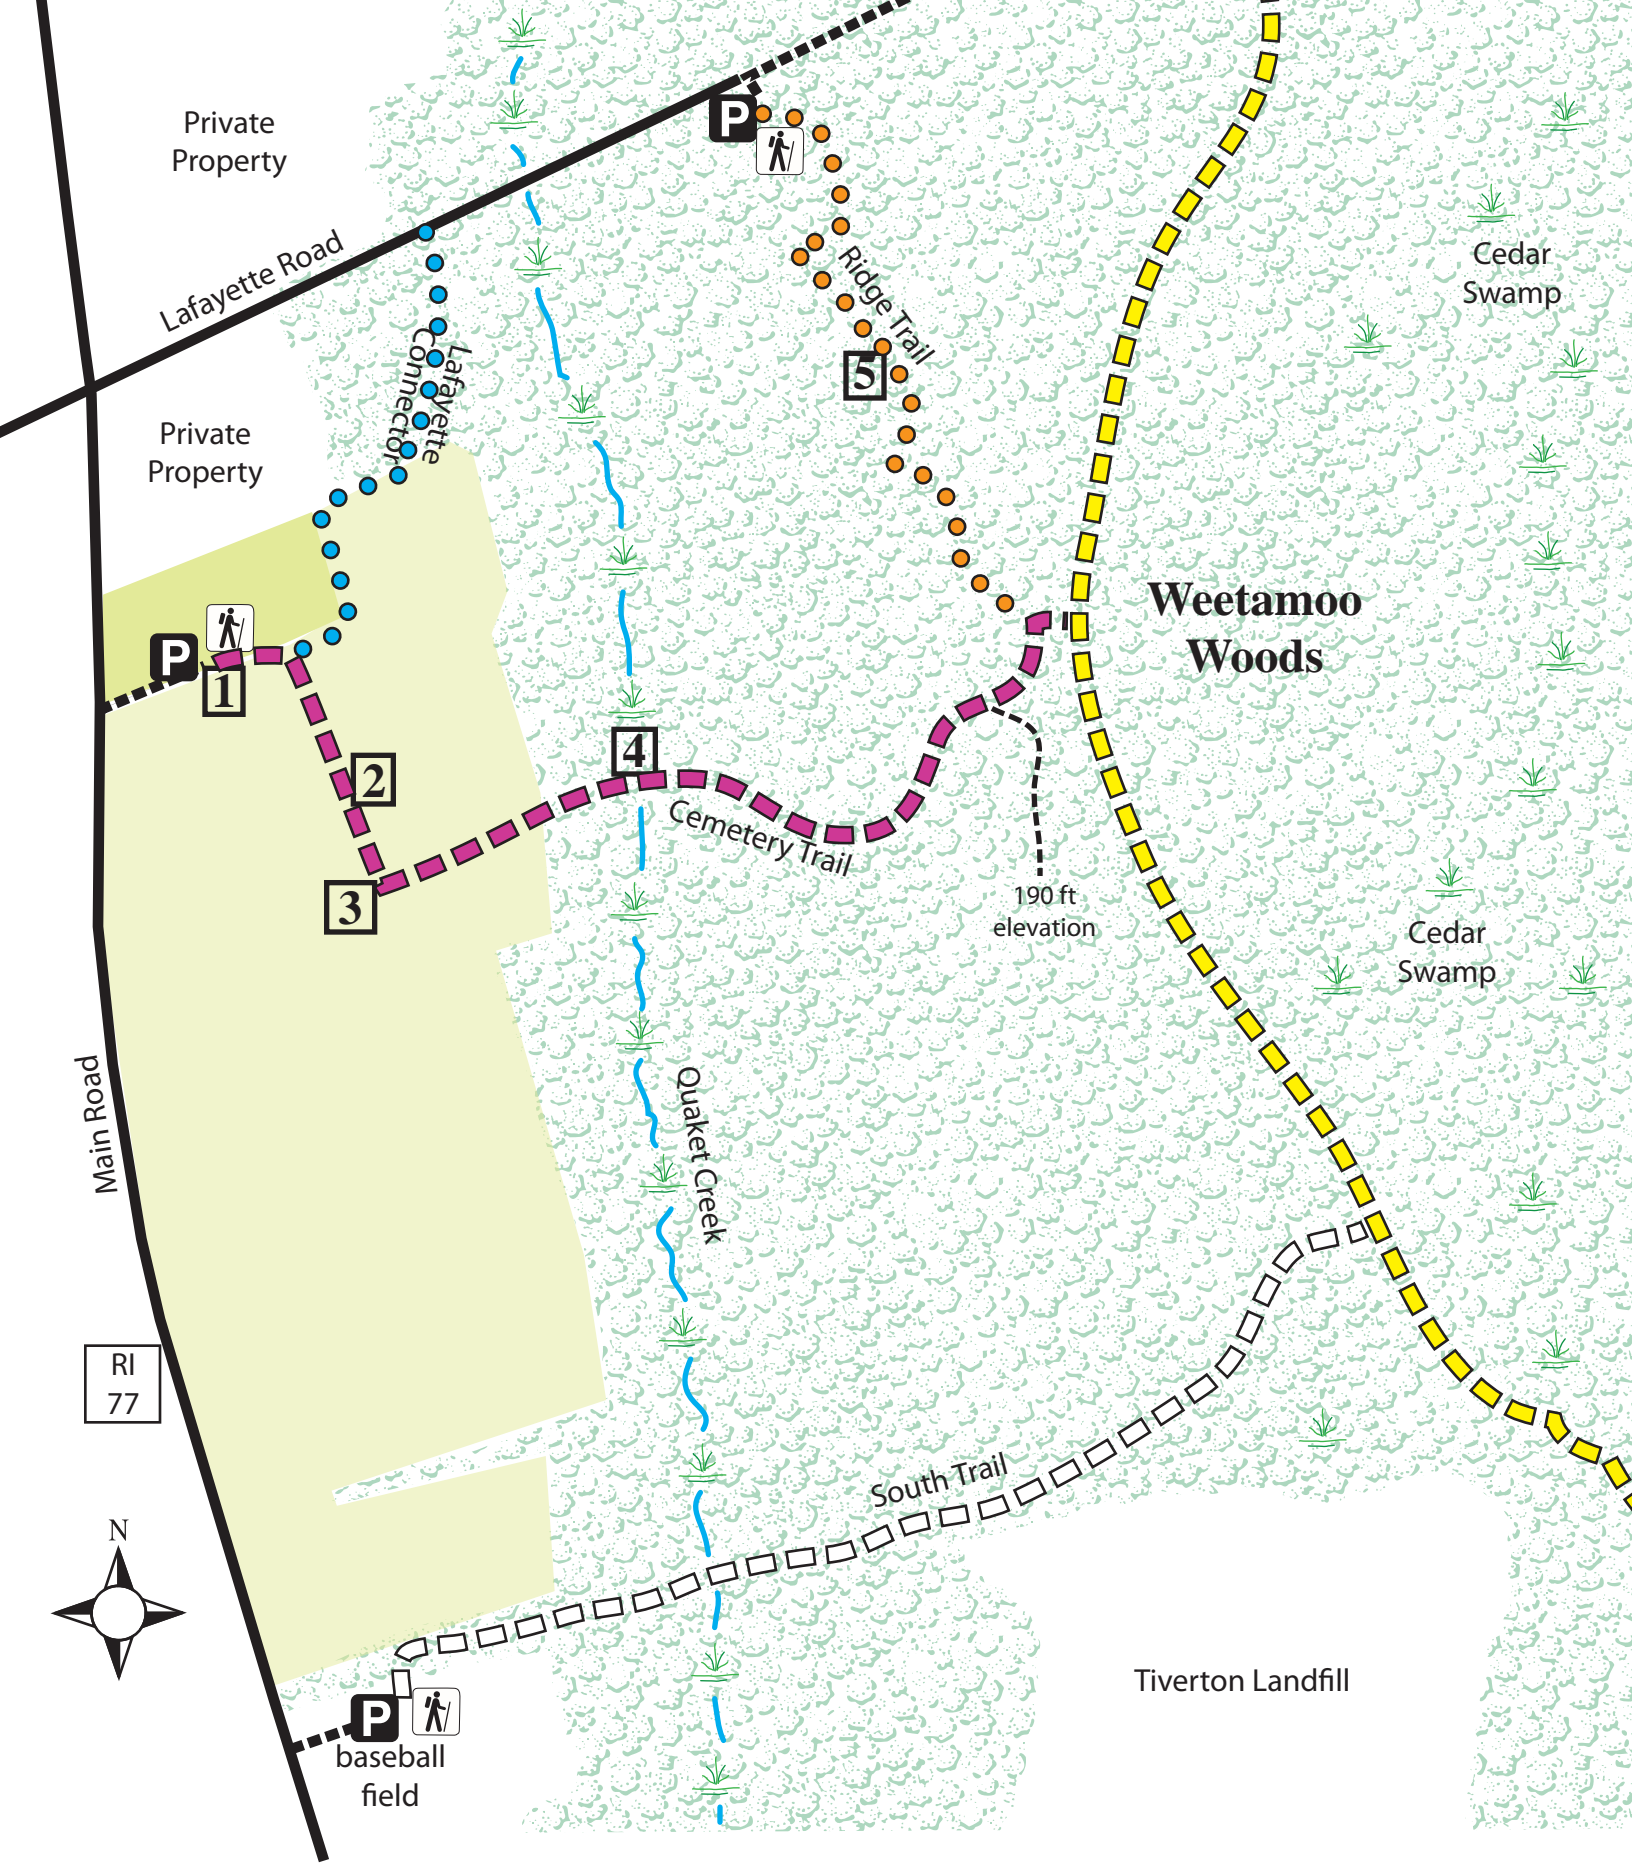 Private
Property
P
Lafayette Road
Ridge Trail
Cedar
Swamp
Lafayette
Connector
5
Private
Property
Weetamoo
Woods
P
1
2
4
3
Cemetery Trail
190 ft
elevation
Cedar
Swamp
Main Road
Quaket Creek
RI
77
South Trail
N
Tiverton Landfill
P
baseball
field